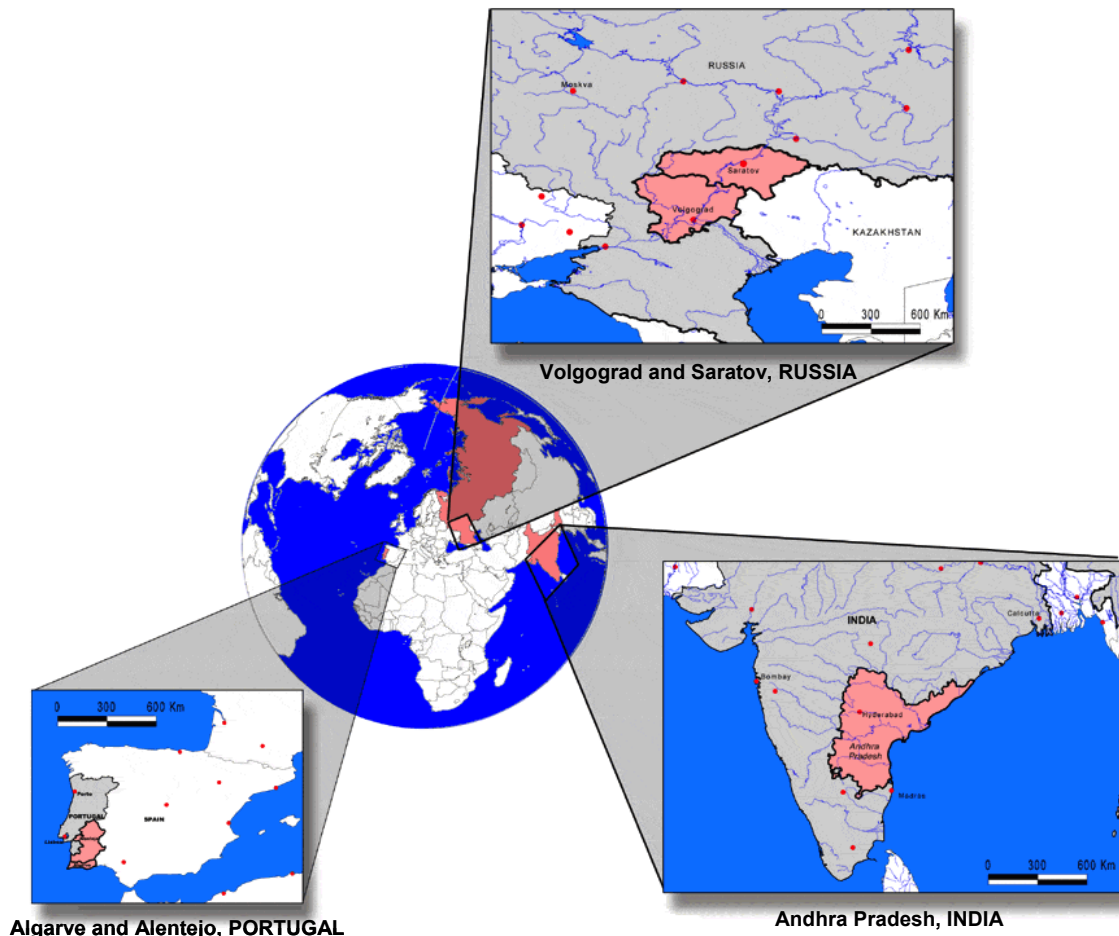 RUSSIA
Moskva
Saratov
Volgograd
KAZAKHSTAN
0 300 600 Km
Volgograd and Saratov, RUSSIA
INDIA
Calcutta
Bombay
Hyderabad
Andhra
Pradesh
Madras
0 300 600 Km
Andhra Pradesh, INDIA
0 300 600 Km
Porto
PORTUGAL
SPAIN
Algarve and Alentejo, PORTUGAL